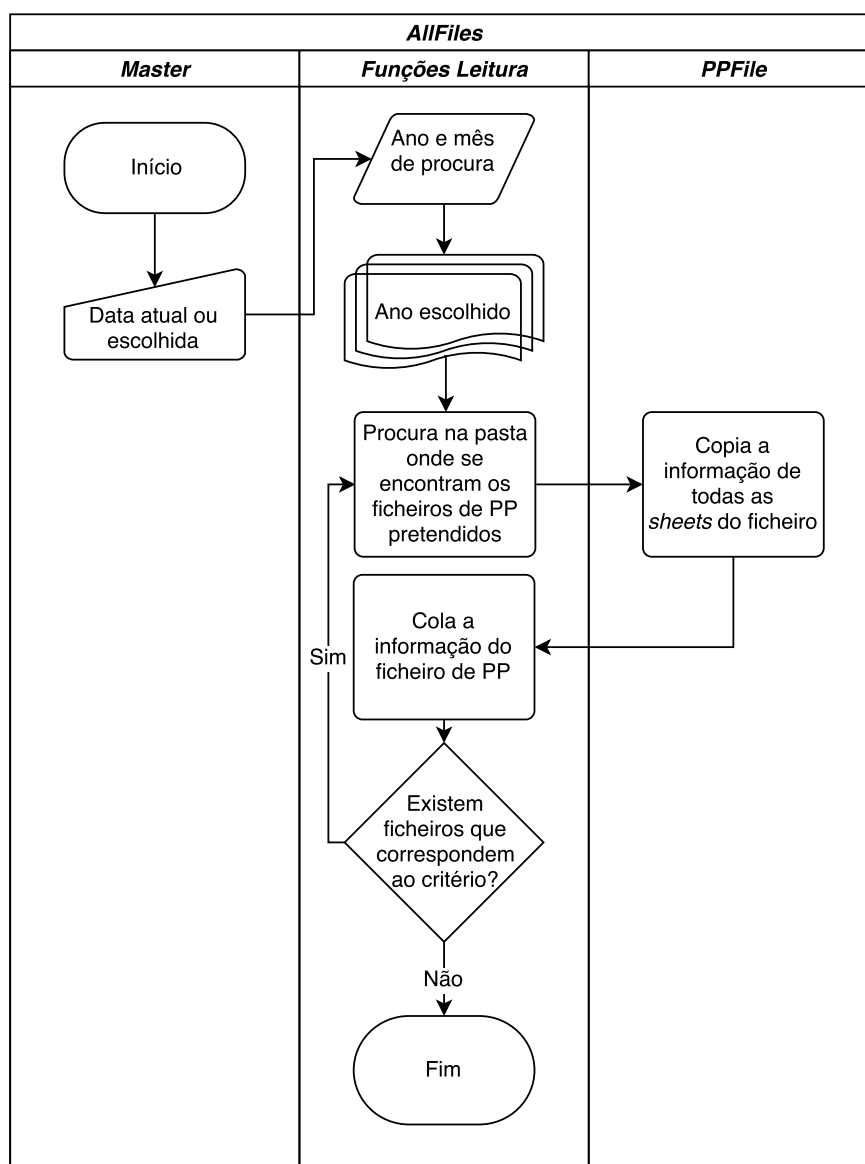 AllFiles
Master
Funções Leitura
PPFile
Início
Ano e mês
de procura
Data atual ou
escolhida
Ano escolhido
Procura na pasta
onde se
encontram os
ficheiros de PP
pretendidos
Copia a
informação de
todas as
sheets do ficheiro
Cola a
informação do
ficheiro de PP
Sim
Existem
ficheiros que
correspondem
ao critério?
Não
Fim